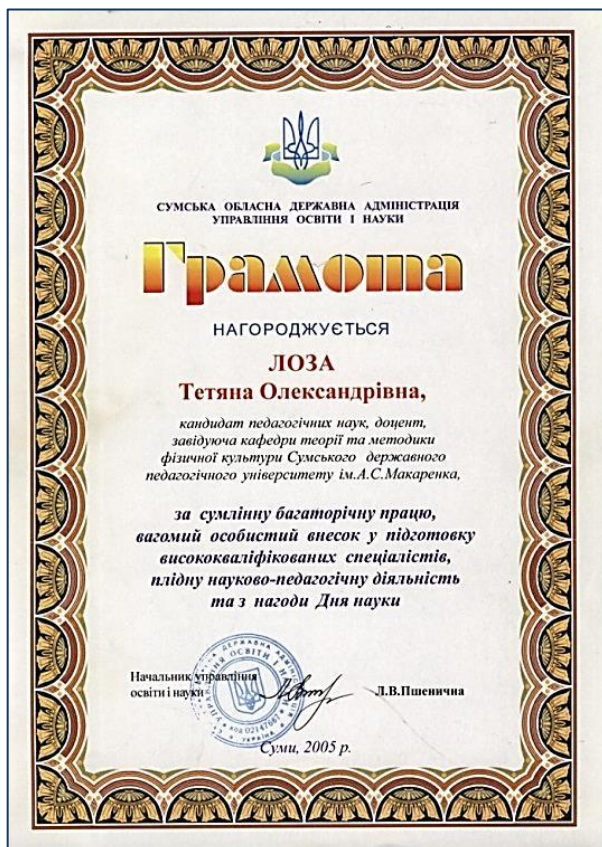 СУМСЬКА ОБЛАСНА ДЕРЖАВНА АДМІНІСТРАЦІЯ
УПРАВЛІННЯ ОСВІТИ І НАУКИ
Грамота
НАГОРОДЖУЄТЬСЯ
ЛОЗА
Тетяна Олександрівна,
кандидат педагогічних наук, доцент,
завідуюча кафедри теорії та методики
фізичної культури Сумського державного
педагогічного університету ім.А.С.Макаренка,
за сумлінну багаторічну працю,
вагомий особистий внесок у підготовку
висококваліфікованих спеціалістів,
плідну науково-педагогічну діяльність
та з нагоди Дня науки
Начальник управління
освіти і науки
Л.В.Пшенична
Суми, 2005 р.